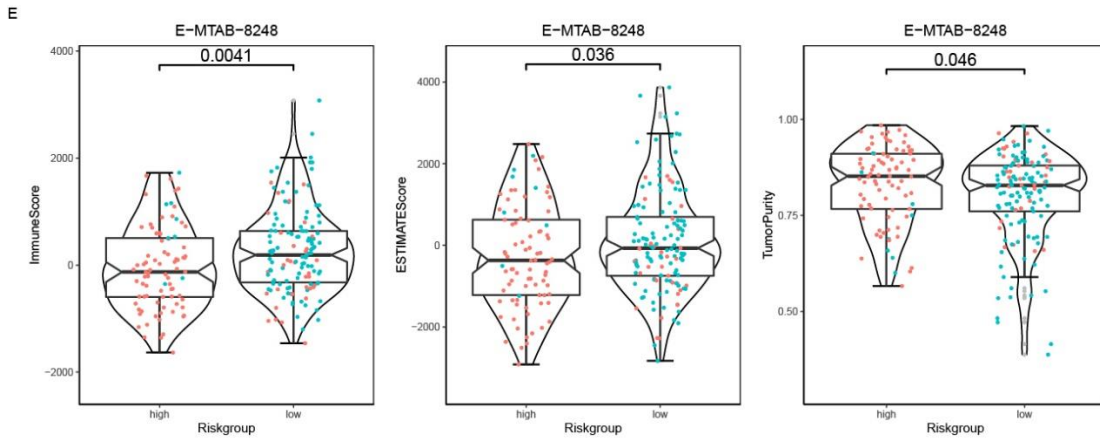 E
E-MTAB-8248
0.0041
ImmuneScore
4000
2000
0
-2000
high
low
Riskgroup
E-MTAB-8248
0.036
ESTIMATEScore
4000
2000
0
-2000
high
low
Riskgroup
E-MTAB-8248
0.046
TumorPurity
1.00
0.75
0.50
high
low
Riskgroup